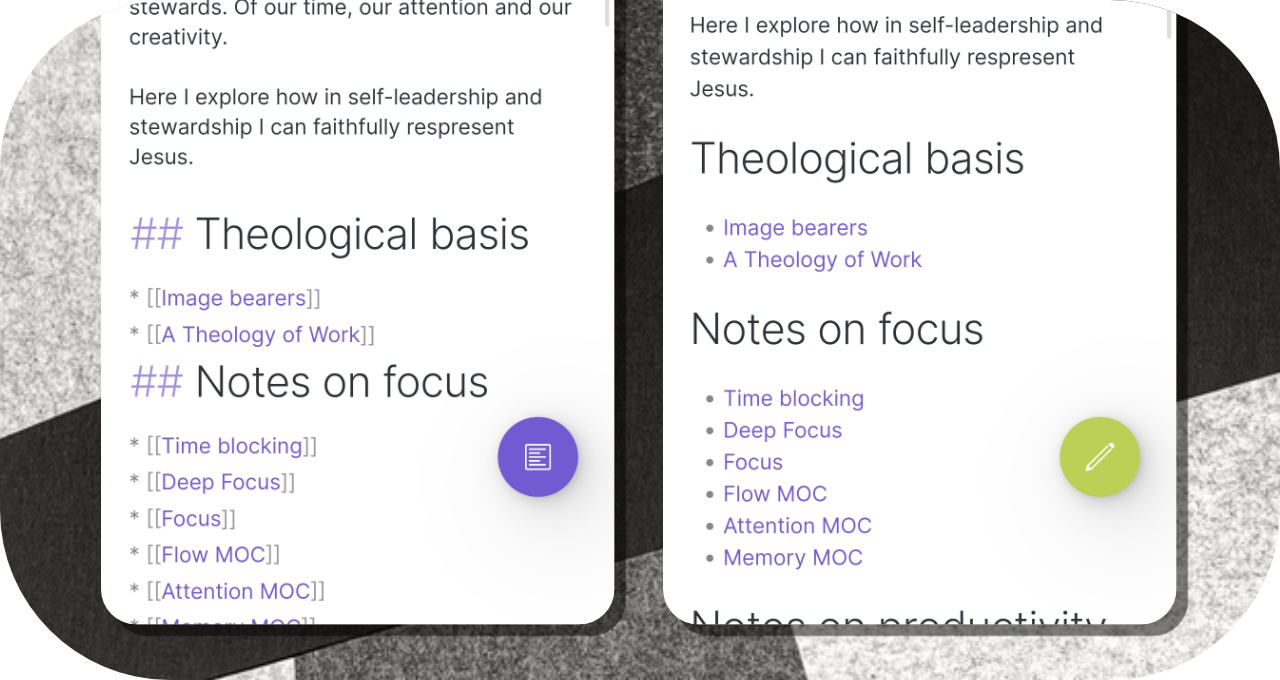 stewards. Of our time, our attention and our
creativity.
Here I explore how in self-leadership and
stewardship I can faithfully respresent
Jesus.
## Theological basis
* [[Image bearers]]
* [[A Theology of Work]]
## Notes on focus
* [[Time blocking]]
* [[Deep Focus]]
* [[Focus]]
* [[Flow MOC]]
* [[Attention MOC]]
* [[Memory MOC]]
Here I explore how in self-leadership and
stewardship I can faithfully respresent
Jesus.
Theological basis
• Image bearers
• A Theology of Work
Notes on focus
• Time blocking
• Deep Focus
• Focus
• Flow MOC
• Attention MOC
• Memory MOC
Notes on productivity